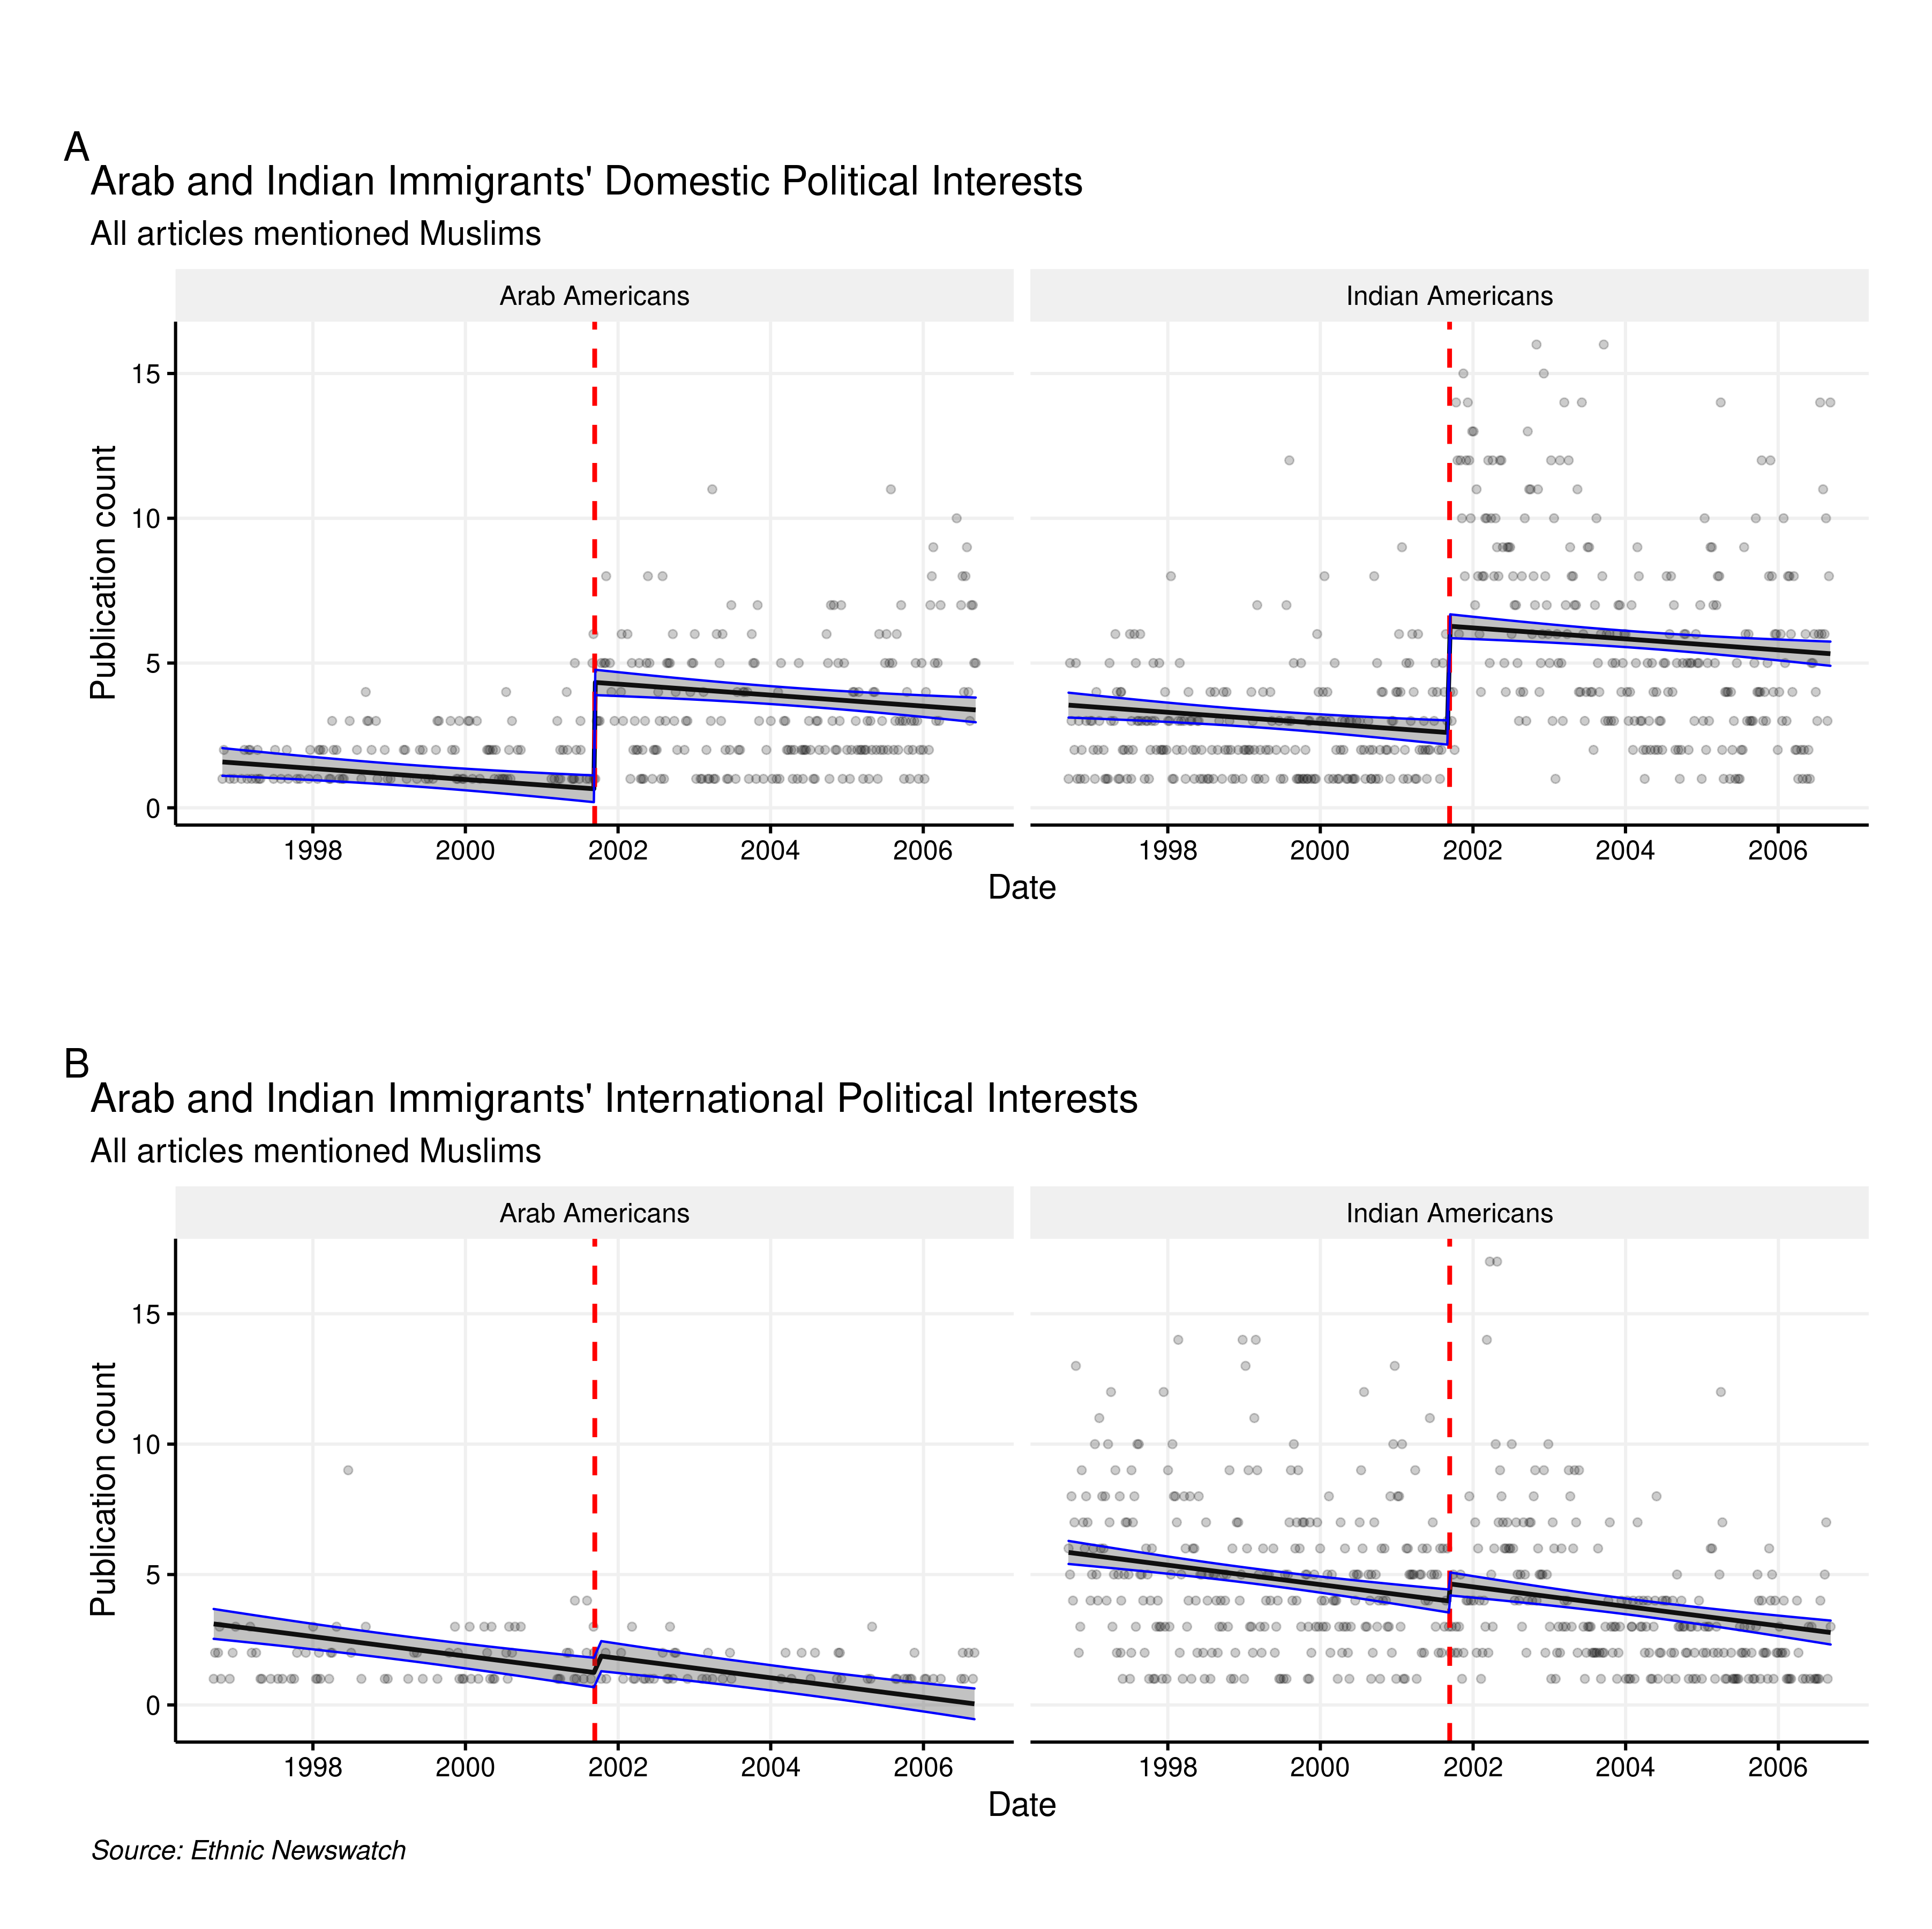 A
Arab and Indian Immigrants' Domestic Political Interests
All articles mentioned Muslims
Arab Americans
Indian Americans
Publication count
15
10
5
0
1998 2000 2002 2004 2006
1998 2000 2002 2004 2006
Date
B
Arab and Indian Immigrants' International Political Interests
All articles mentioned Muslims
Arab Americans
Indian Americans
Publication count
15
10
5
0
1998 2000 2002 2004 2006
1998 2000 2002 2004 2006
Date
Source: Ethnic Newswatch